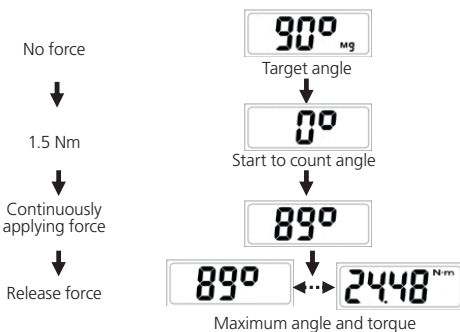 No force
90° Mg
Target angle
1.5 Nm
0°
Start to count angle
Continuously
applying force
89°
Release force
89°
24.48 N·m
Maximum angle and torque